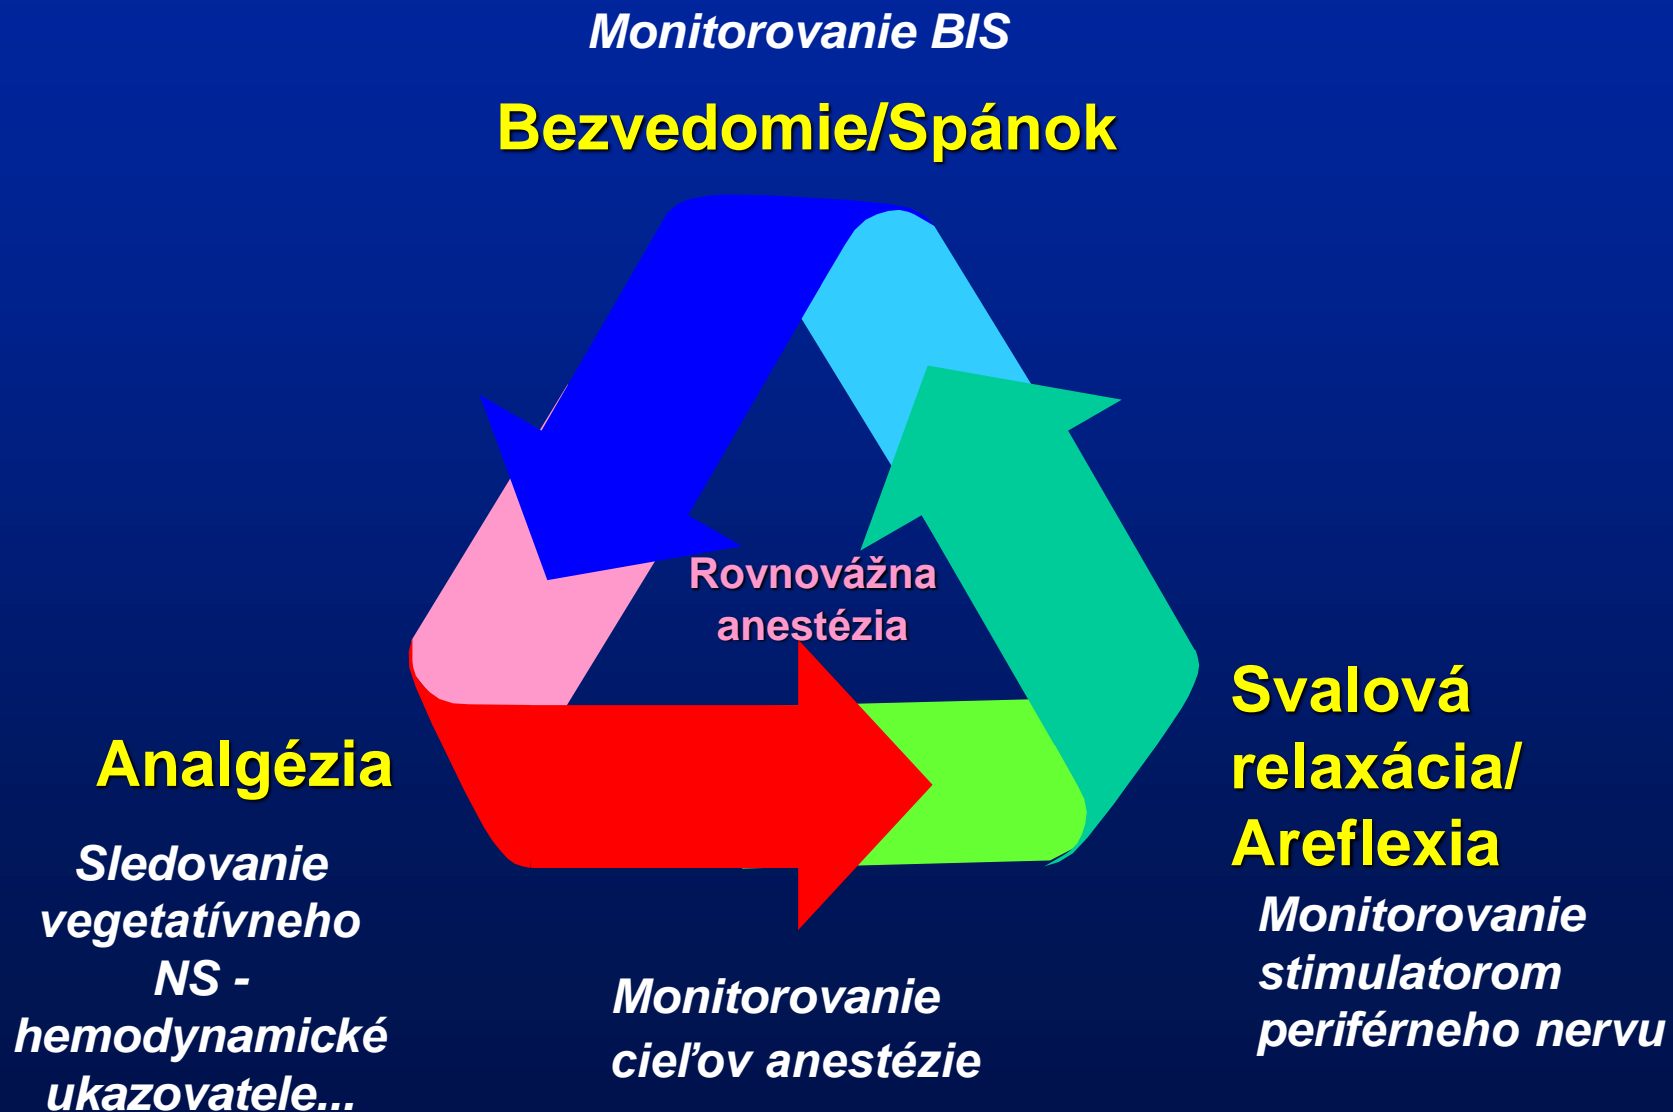 Monitorovanie BIS
Bezvedomie/Spánok
Rovnovážna
anestézia
Analgézia
Sledovanie
vegetatívneho
NS -
hemodynamické
ukazovatele...
Svalová
relaxácia/
Areflexia
Monitorovanie
stimulatorom
periférneho nervu
Monitorovanie
cieľov anestézie